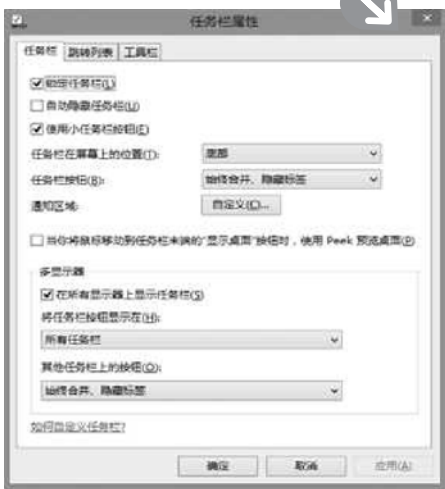 任务栏属性
任务栏 跳转列表 工具栏
锁定任务栏(L)
自动隐藏任务栏(U)
使用小任务栏按钮(E)
任务栏在屏幕上的位置(T): 底部
任务栏按钮(B): 始终合并、隐藏标签
通知区域: 自定义(C)...
当你将鼠标移动到任务栏末端的"显示桌面"按钮时，使用 Peek 预览桌面(P)
多显示器
在所有显示器上显示任务栏(S)
将任务栏按钮显示在(H):
所有任务栏
其他任务栏上的按钮(O):
始终合并、隐藏标签
如何自定义任务栏?
确定 取消 应用(A)